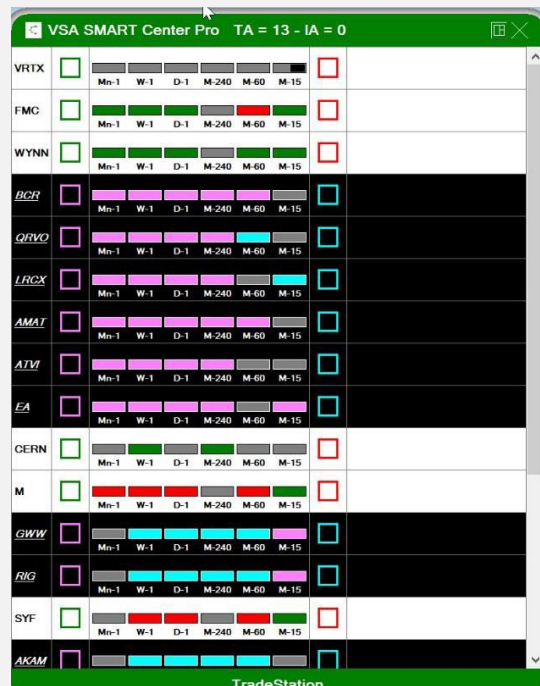 VSA SMART Center Pro TA = 13 - IA = 0
VRTX
Mn-1 W-1 D-1 M-240 M-60 M-15
FMC
Mn-1 W-1 D-1 M-240 M-60 M-15
WYNN
Mn-1 W-1 D-1 M-240 M-60 M-15
BCR
Mn-1 W-1 D-1 M-240 M-60 M-15
QRVO
Mn-1 W-1 D-1 M-240 M-60 M-15
LRCX
Mn-1 W-1 D-1 M-240 M-60 M-15
AMAT
Mn-1 W-1 D-1 M-240 M-60 M-15
ATVI
Mn-1 W-1 D-1 M-240 M-60 M-15
EA
Mn-1 W-1 D-1 M-240 M-60 M-15
CERN
Mn-1 W-1 D-1 M-240 M-60 M-15
M
Mn-1 W-1 D-1 M-240 M-60 M-15
GWW
Mn-1 W-1 D-1 M-240 M-60 M-15
RIG
Mn-1 W-1 D-1 M-240 M-60 M-15
SYF
Mn-1 W-1 D-1 M-240 M-60 M-15
AKAM
TradeStation